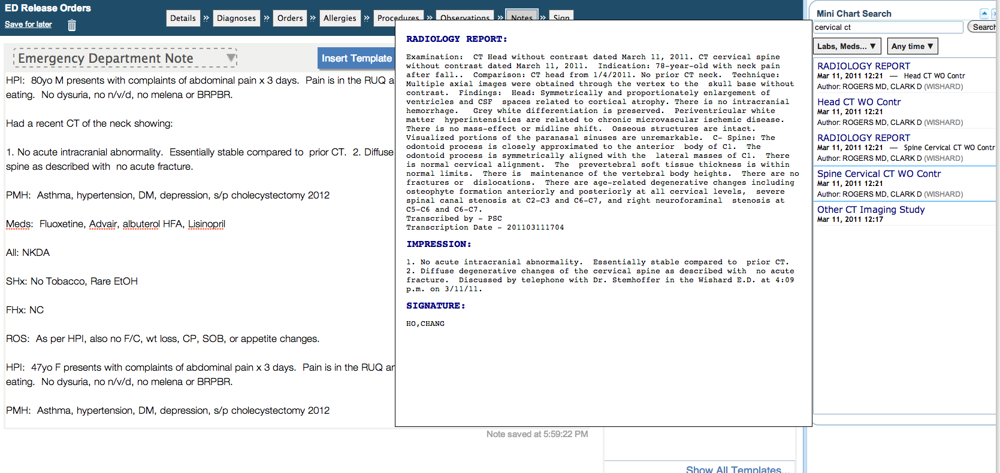 ED Release Orders
Save for later
Details » Diagnoses » Orders » Allergies » Procedures » Observations » Notes » Sign
Emergency Department Note
Insert Template
HPI:  80yo M presents with complaints of abdominal pain x 3 days.  Pain is in the RUQ a
eating.  No dysuria, no n/v/d, no melena or BRPBR.
Had a recent CT of the neck showing:
1. No acute intracranial abnormality.  Essentially stable compared to  prior CT.  2. Diffuse
spine as described with  no acute fracture.
PMH:  Asthma, hypertension, DM, depression, s/p cholecystectomy 2012
Meds:  Fluoxetine, Advair, albuterol HFA, Lisinopril
All: NKDA
SHx: No Tobacco, Rare EtOH
FHx: NC
ROS:  As per HPI, also no F/C, wt loss, CP, SOB, or appetite changes.
HPI:  47yo F presents with complaints of abdominal pain x 3 days.  Pain is in the RUQ ar
eating.  No dysuria, no n/v/d, no melena or BRPBR.
PMH:  Asthma, hypertension, DM, depression, s/p cholecystectomy 2012
Note saved at 5:59:22 PM
Show All Templates...
RADIOLOGY REPORT:
Examination:  CT Head without contrast dated March 11, 2011. CT cervical spine
without contrast dated March 11, 2011.  Indication: 78-year-old with neck pain
after fall..  Comparison: CT head from 1/4/2011. No prior CT neck.  Technique:
Multiple axial images were obtained through the vertex to the  skull base without
contrast.  Findings:  Head: Symmetrically and proportionately enlargement of
ventricles and CSF  spaces related to cortical atrophy. There is no intracranial
hemorrhage.   Grey white differentiation is preserved.  Periventricular white
matter  hyperintensities are related to chronic microvascular ischemic disease.
There is no mass-effect or midline shift.  Osseous structures are intact.
Visualized portions of the paranasal sinuses are unremarkable.  C- Spine: The
odontoid process is closely approximated to the anterior  body of C1.  The
odontoid process is symmetrically aligned with the  lateral masses of C1.  There
is normal cervical alignment.  The  prevertebral soft tissue thickness is within
normal limits.  There is  maintenance of the vertebral body heights.  There are no
fractures or  dislocations.  There are age-related degenerative changes including
osteophyte formation anteriorly and posteriorly at all cervical levels,  severe
spinal canal stenosis at C2-C3 and C6-C7, and right neuroforaminal  stenosis at
C5-C6 and C6-C7.
Transcribed by - PSC
Transcription Date - 201103111704
IMPRESSION:
1. No acute intracranial abnormality.  Essentially stable compared to  prior CT.
2. Diffuse degenerative changes of the cervical spine as described with  no acute
fracture.  Discussed by telephone with Dr. Stemhoffer in the Wishard E.D. at 4:09
p.m. on 3/11/11.
SIGNATURE:
HO,CHANG
Mini Chart Search
cervical ct
Search
Labs, Meds... ▼ Any time ▼
RADIOLOGY REPORT
Mar 11, 2011 12:21 — Head CT WO Contr
Author: ROGERS MD, CLARK D (WISHARD)
Head CT WO Contr
Mar 11, 2011 12:21
Author: ROGERS MD, CLARK D (WISHARD)
RADIOLOGY REPORT
Mar 11, 2011 12:21 — Spine Cervical CT WO Contr
Author: ROGERS MD, CLARK D (WISHARD)
Spine Cervical CT WO Contr
Mar 11, 2011 12:21
Author: ROGERS MD, CLARK D (WISHARD)
Other CT Imaging Study
Mar 11, 2011 12:17